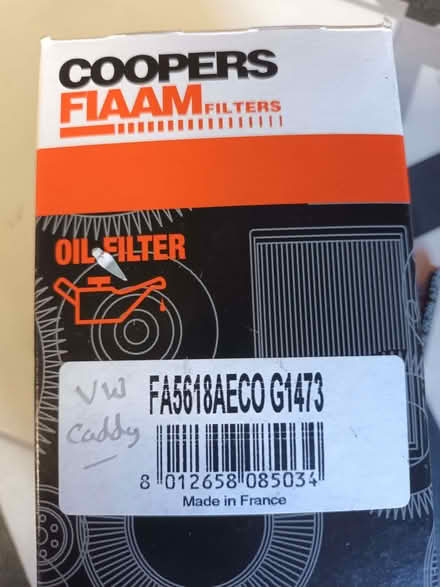 COOPERS
FIAAM FILTERS
OIL FILTER
VW
Caddy
FA5618AECO G1473
8 012658 085034
Made in France